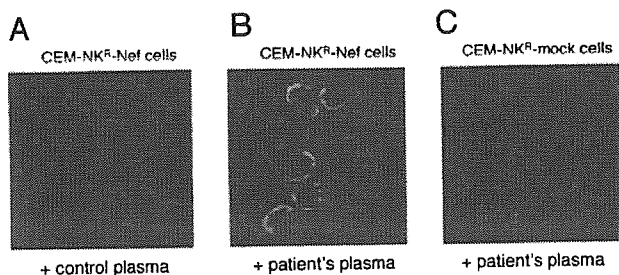 A
B
C
CEM-NKᴿ-Nef cells
CEM-NKᴿ-Nef cells
CEM-NKᴿ-mock cells
+ control plasma
+ patient's plasma
+ patient's plasma